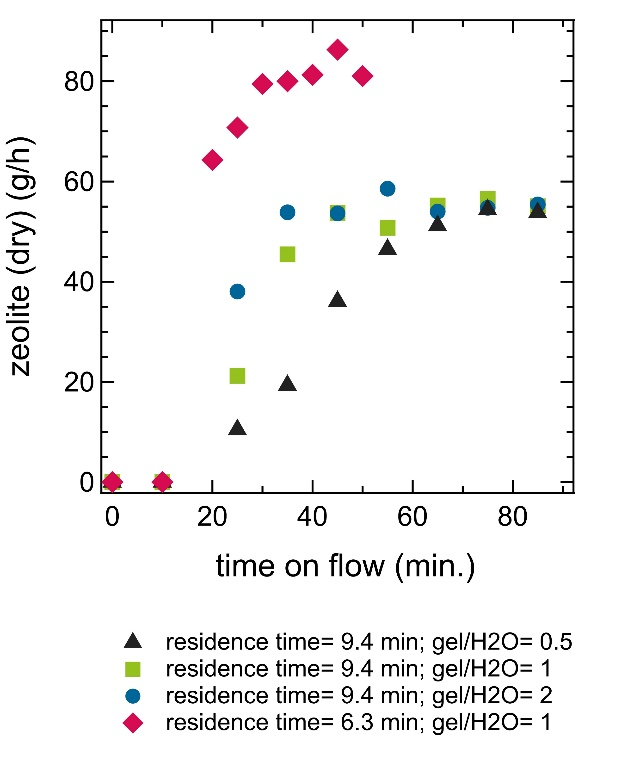 80
60
40
20
0
zeolite (dry) (g/h)
0 20 40 60 80
time on flow (min.)
residence time= 9.4 min; gel/H2O= 0.5
residence time= 9.4 min; gel/H2O= 1
residence time= 9.4 min; gel/H2O= 2
residence time= 6.3 min; gel/H2O= 1